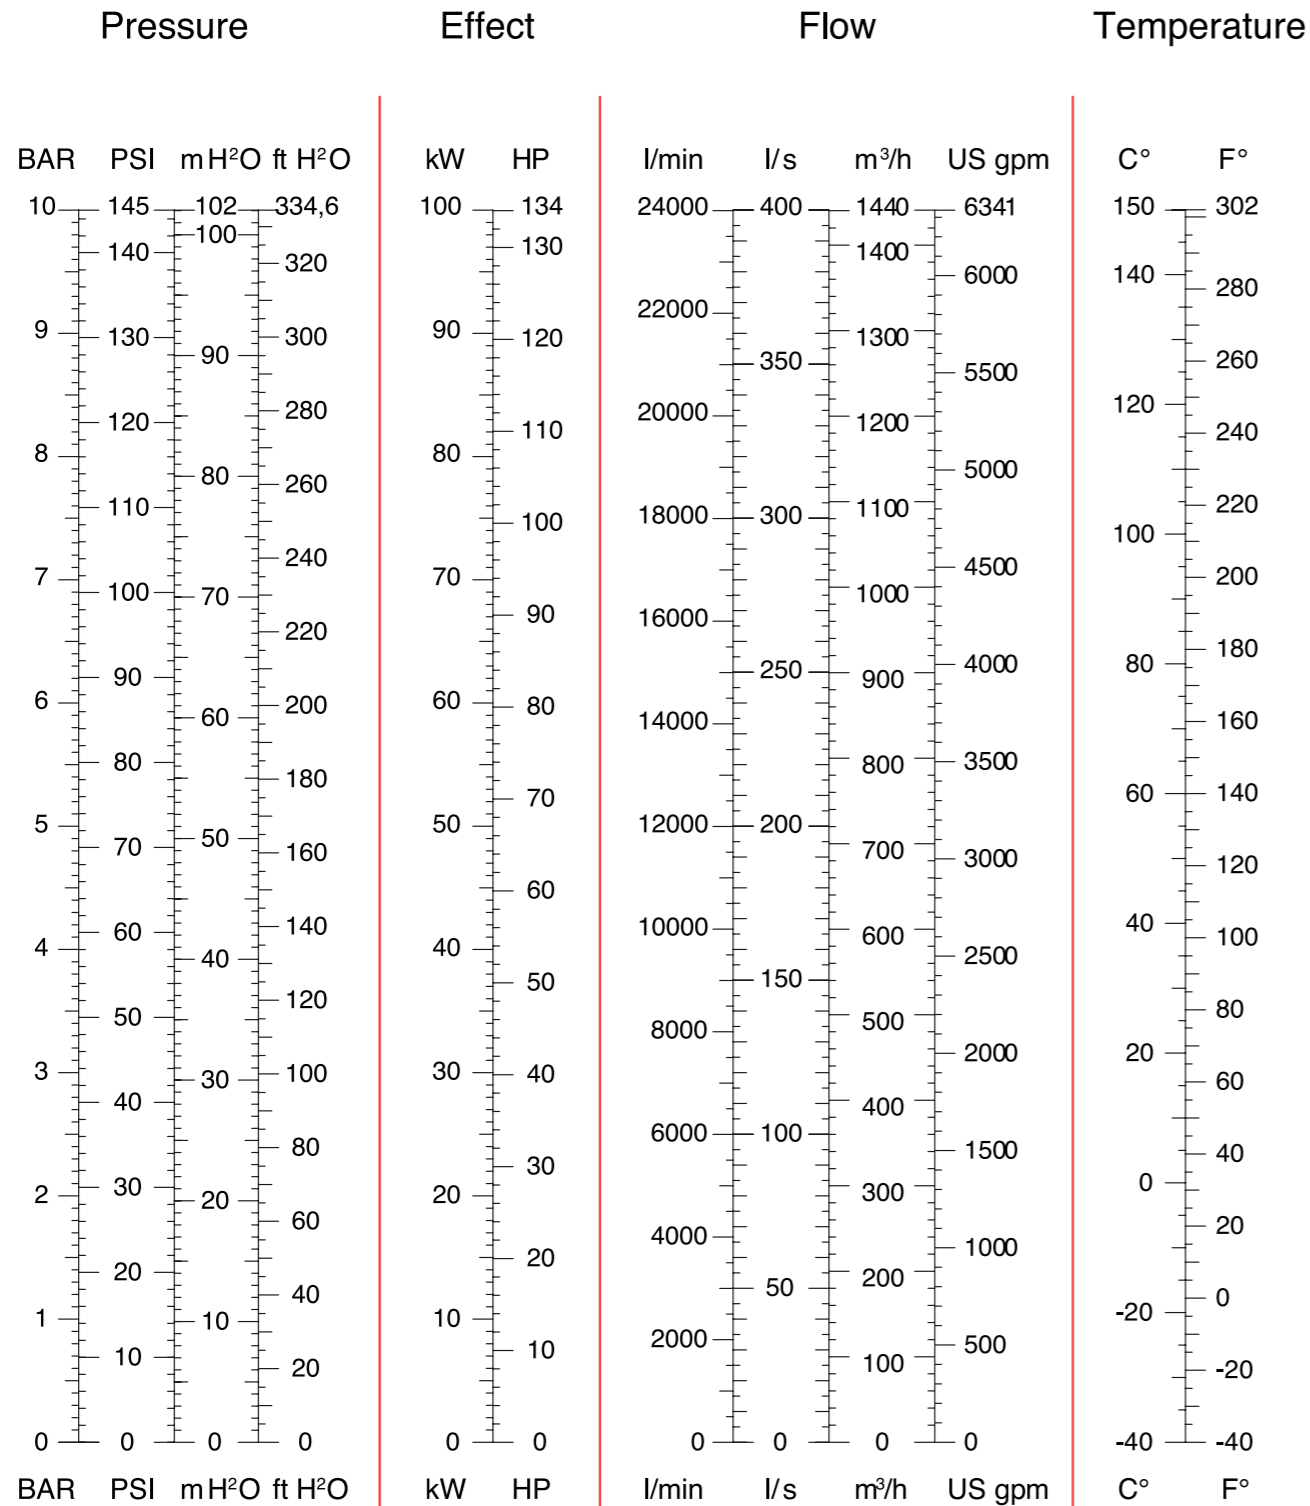 Pressure Effect Flow Temperature
BAR PSI m H²O ft H²O kW HP l/min l/s m³/h US gpm C° F°
10 145 102 334,6 100 134 24000 400 1440 6341 150 302
100
130
140 1400
320 6000 140
280
22000
9 130 300 90 120 1300
90 350 260
5500
280 20000 120
120 110 1200 240
8 80
80 5000
260
110 18000 300 1100 220
100
240 100
7 70 4500
100 70 1000 200
90 16000
220
80 180
90 250 900 4000
6 60 200 80
60 14000 160
80 180 800 3500
70 60 140
5 50 12000 200
70 50 160 700 3000
120
60
4 60 140 40 10000 600 40 100
40 2500
50 150
120
50 8000 500 80
20
3 30 100 40 2000
30 60
40 400
6000 100
80 1500 40
30
2 30 20 300 0
20
60 20
4000 1000
20
20 200
50
40 0
1 10 -20
10 2000
10 500
10 100
20 -20
0 0 0 0 0 0 0 0 0 0 -40 -40
BAR PSI m H²O ft H²O kW HP l/min l/s m³/h US gpm C° F°